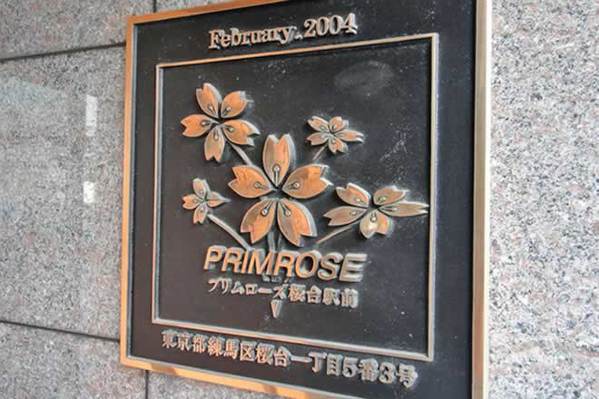 February, 2004
PRIMROSE
プリムローズ桜台駅前
V
東京都練馬区桜台一丁目5番3号